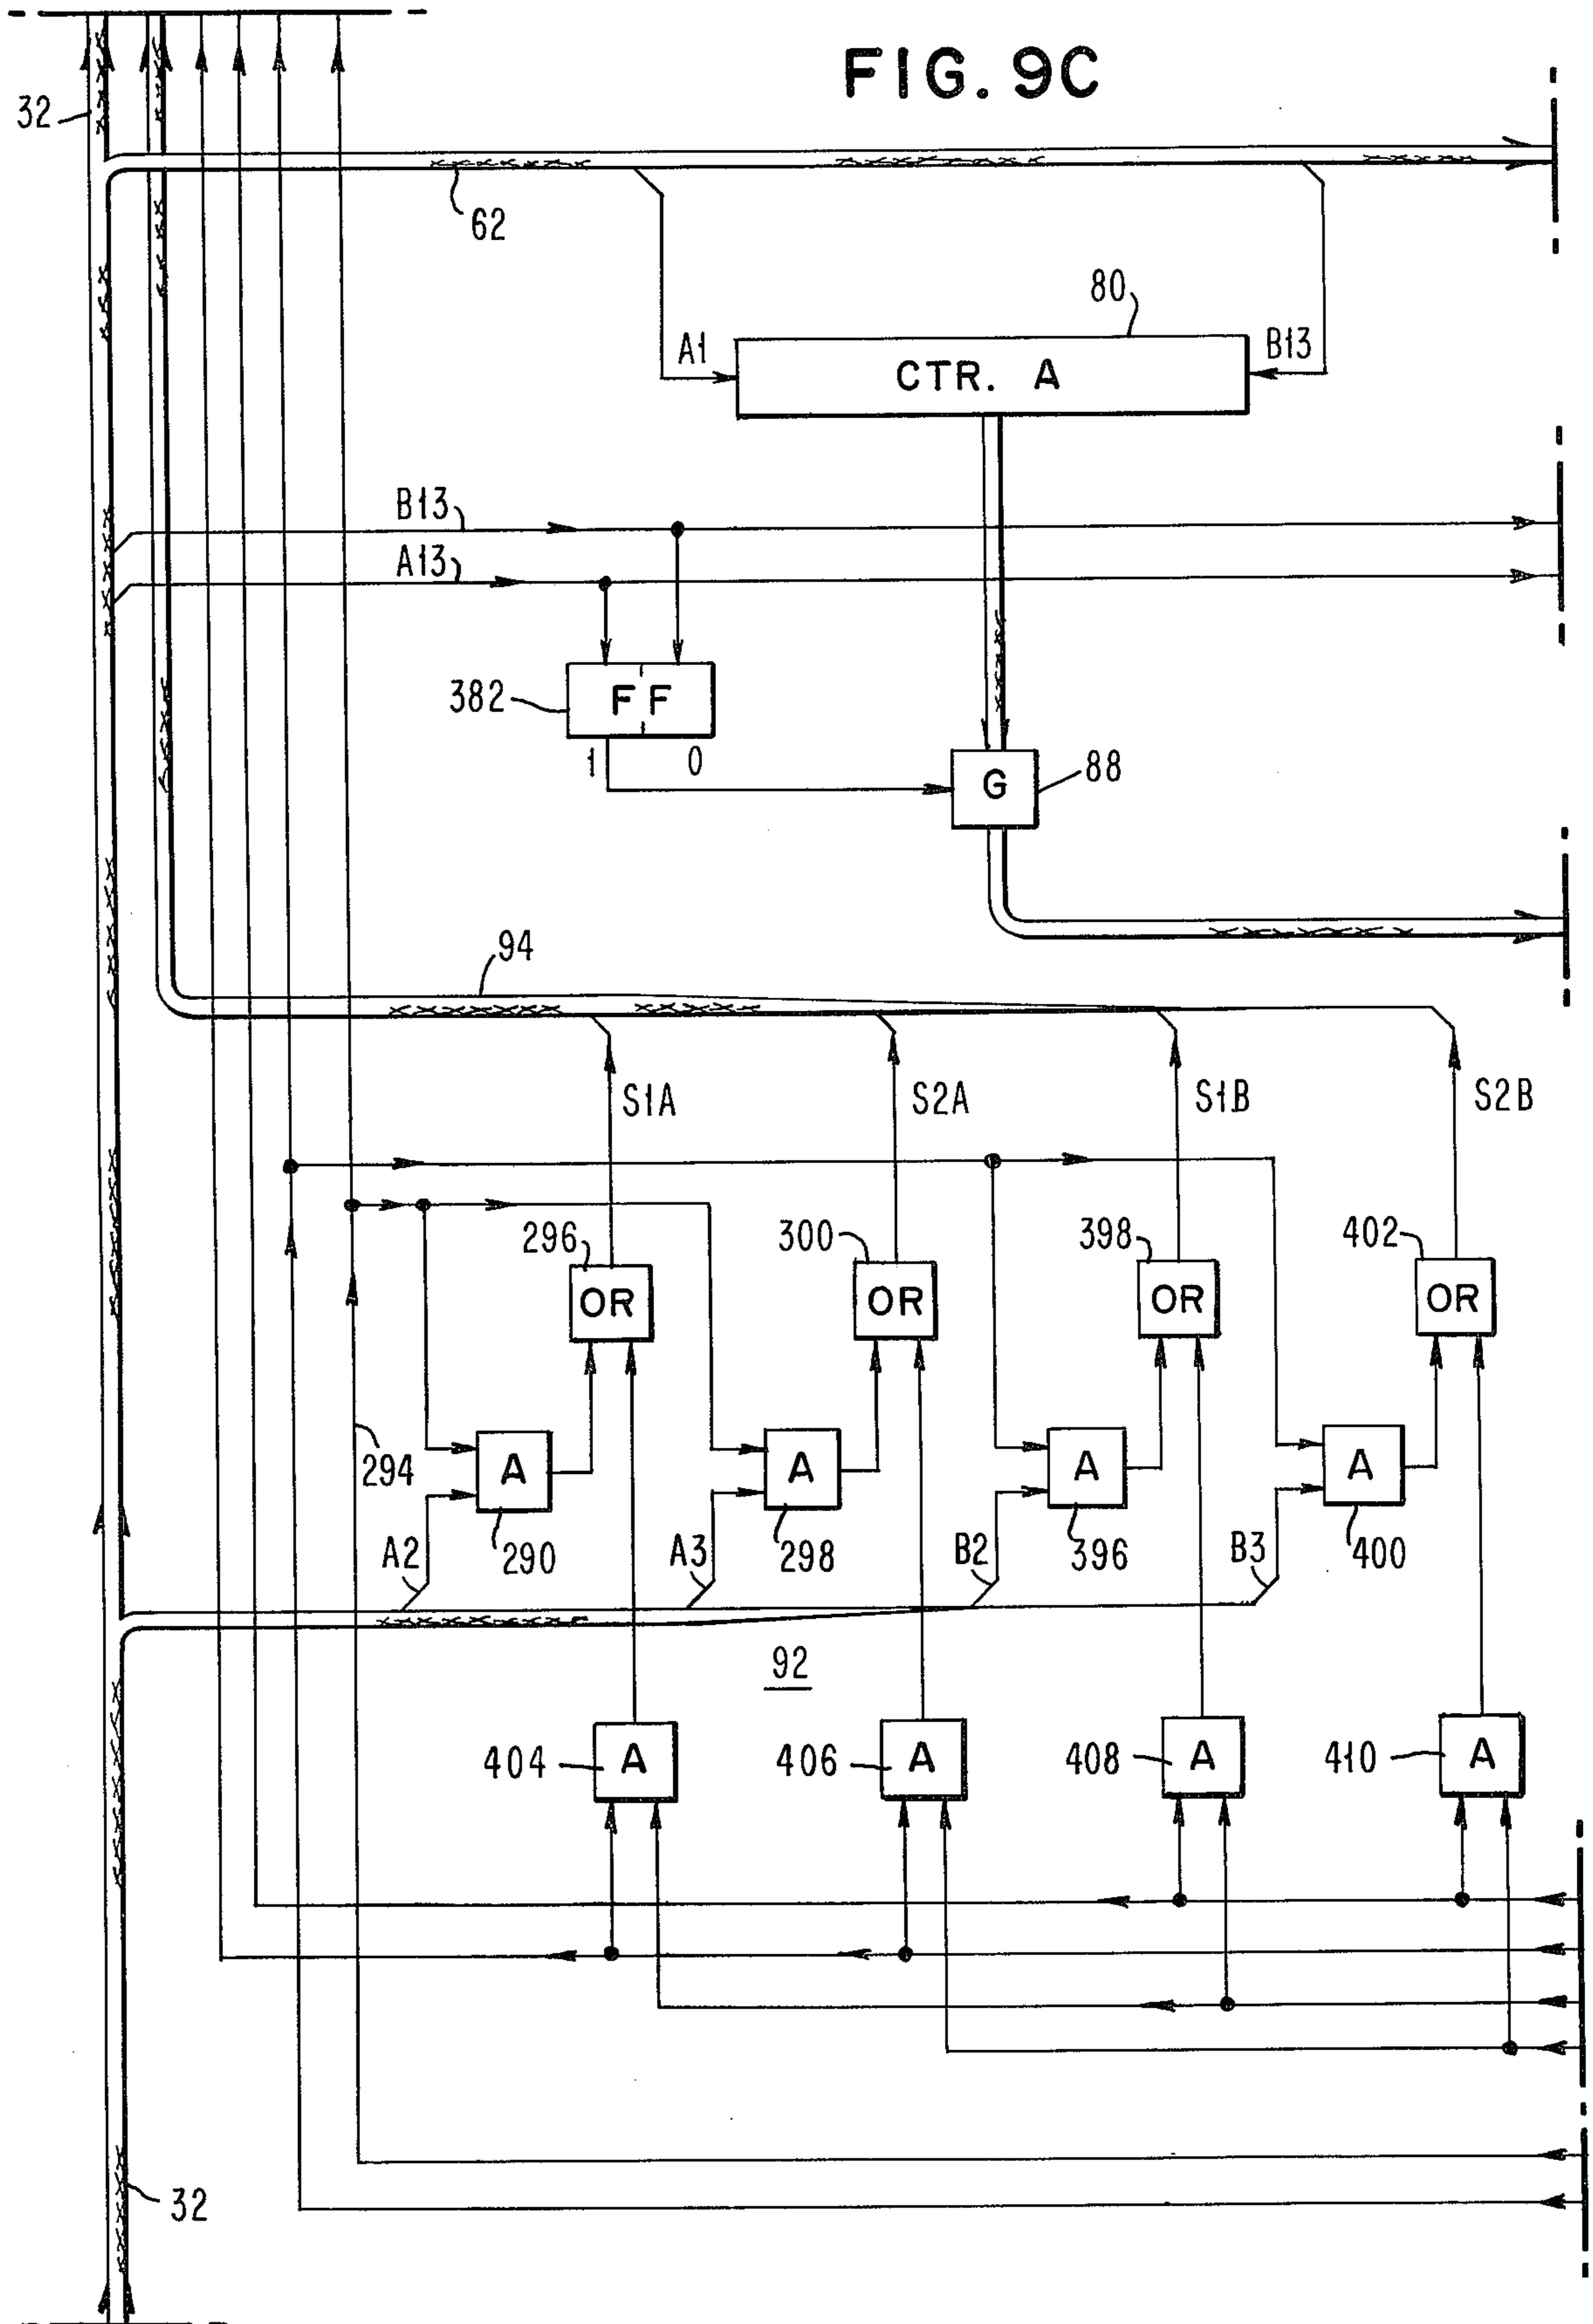 FIG. 9C
32
62
80
A1
CTR. A
B13
B13
A13
382
FF
1
0
G
88
94
S1A
S2A
S1B
S2B
296
300
398
402
OR
OR
OR
OR
294
A
A
A
A
A2
290
A3
298
B2
396
B3
400
92
404
A
406
A
408
A
410
A
32